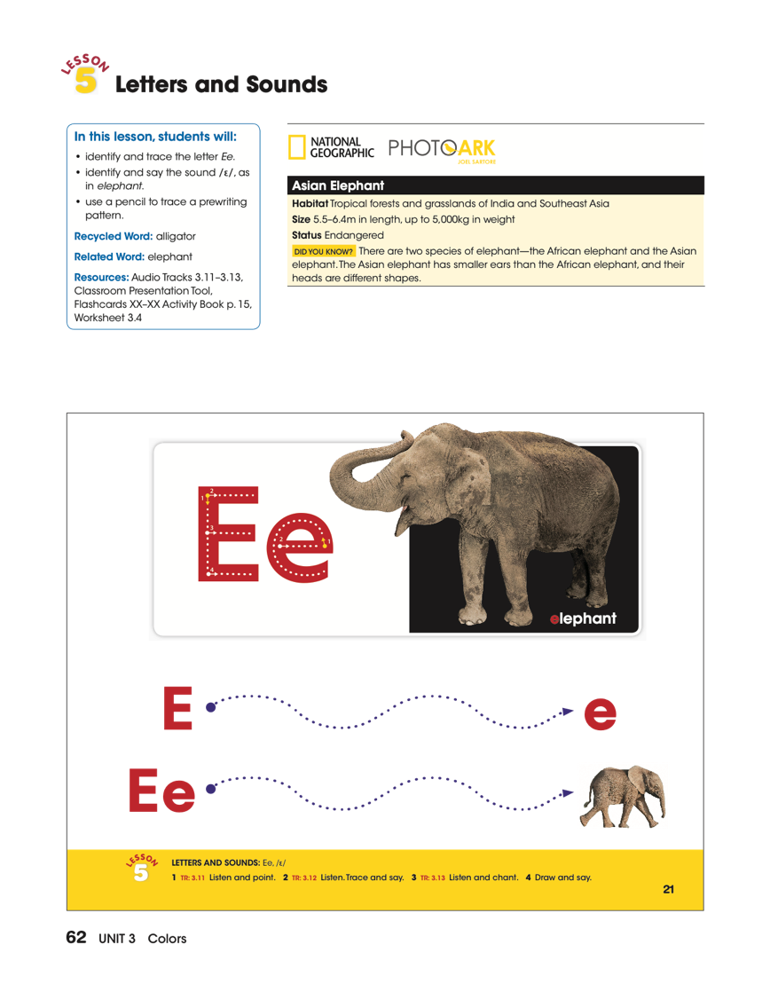 LESSON
5
Letters and Sounds
In this lesson, students will:
• identify and trace the letter Ee.
• identify and say the sound /ɛ/, as
in elephant.
• use a pencil to trace a prewriting
pattern.
Recycled Word: alligator
Related Word: elephant
Resources: Audio Tracks 3.11–3.13,
Classroom Presentation Tool,
Flashcards XX–XX Activity Book p. 15,
Worksheet 3.4
NATIONAL
GEOGRAPHIC
PHOTOARK
JOEL SARTORE
Asian Elephant
Habitat Tropical forests and grasslands of India and Southeast Asia
Size 5.5–6.4m in length, up to 5,000kg in weight
Status Endangered
DID YOU KNOW? There are two species of elephant—the African elephant and the Asian
elephant. The Asian elephant has smaller ears than the African elephant, and their
heads are different shapes.
Ee
1
2
3
4
2
1
elephant
E e
Ee
LESSON
5
LETTERS AND SOUNDS: Ee, /ɛ/
1 TR: 3.11 Listen and point. 2 TR: 3.12 Listen. Trace and say. 3 TR: 3.13 Listen and chant. 4 Draw and say.
21
62 UNIT 3 Colors